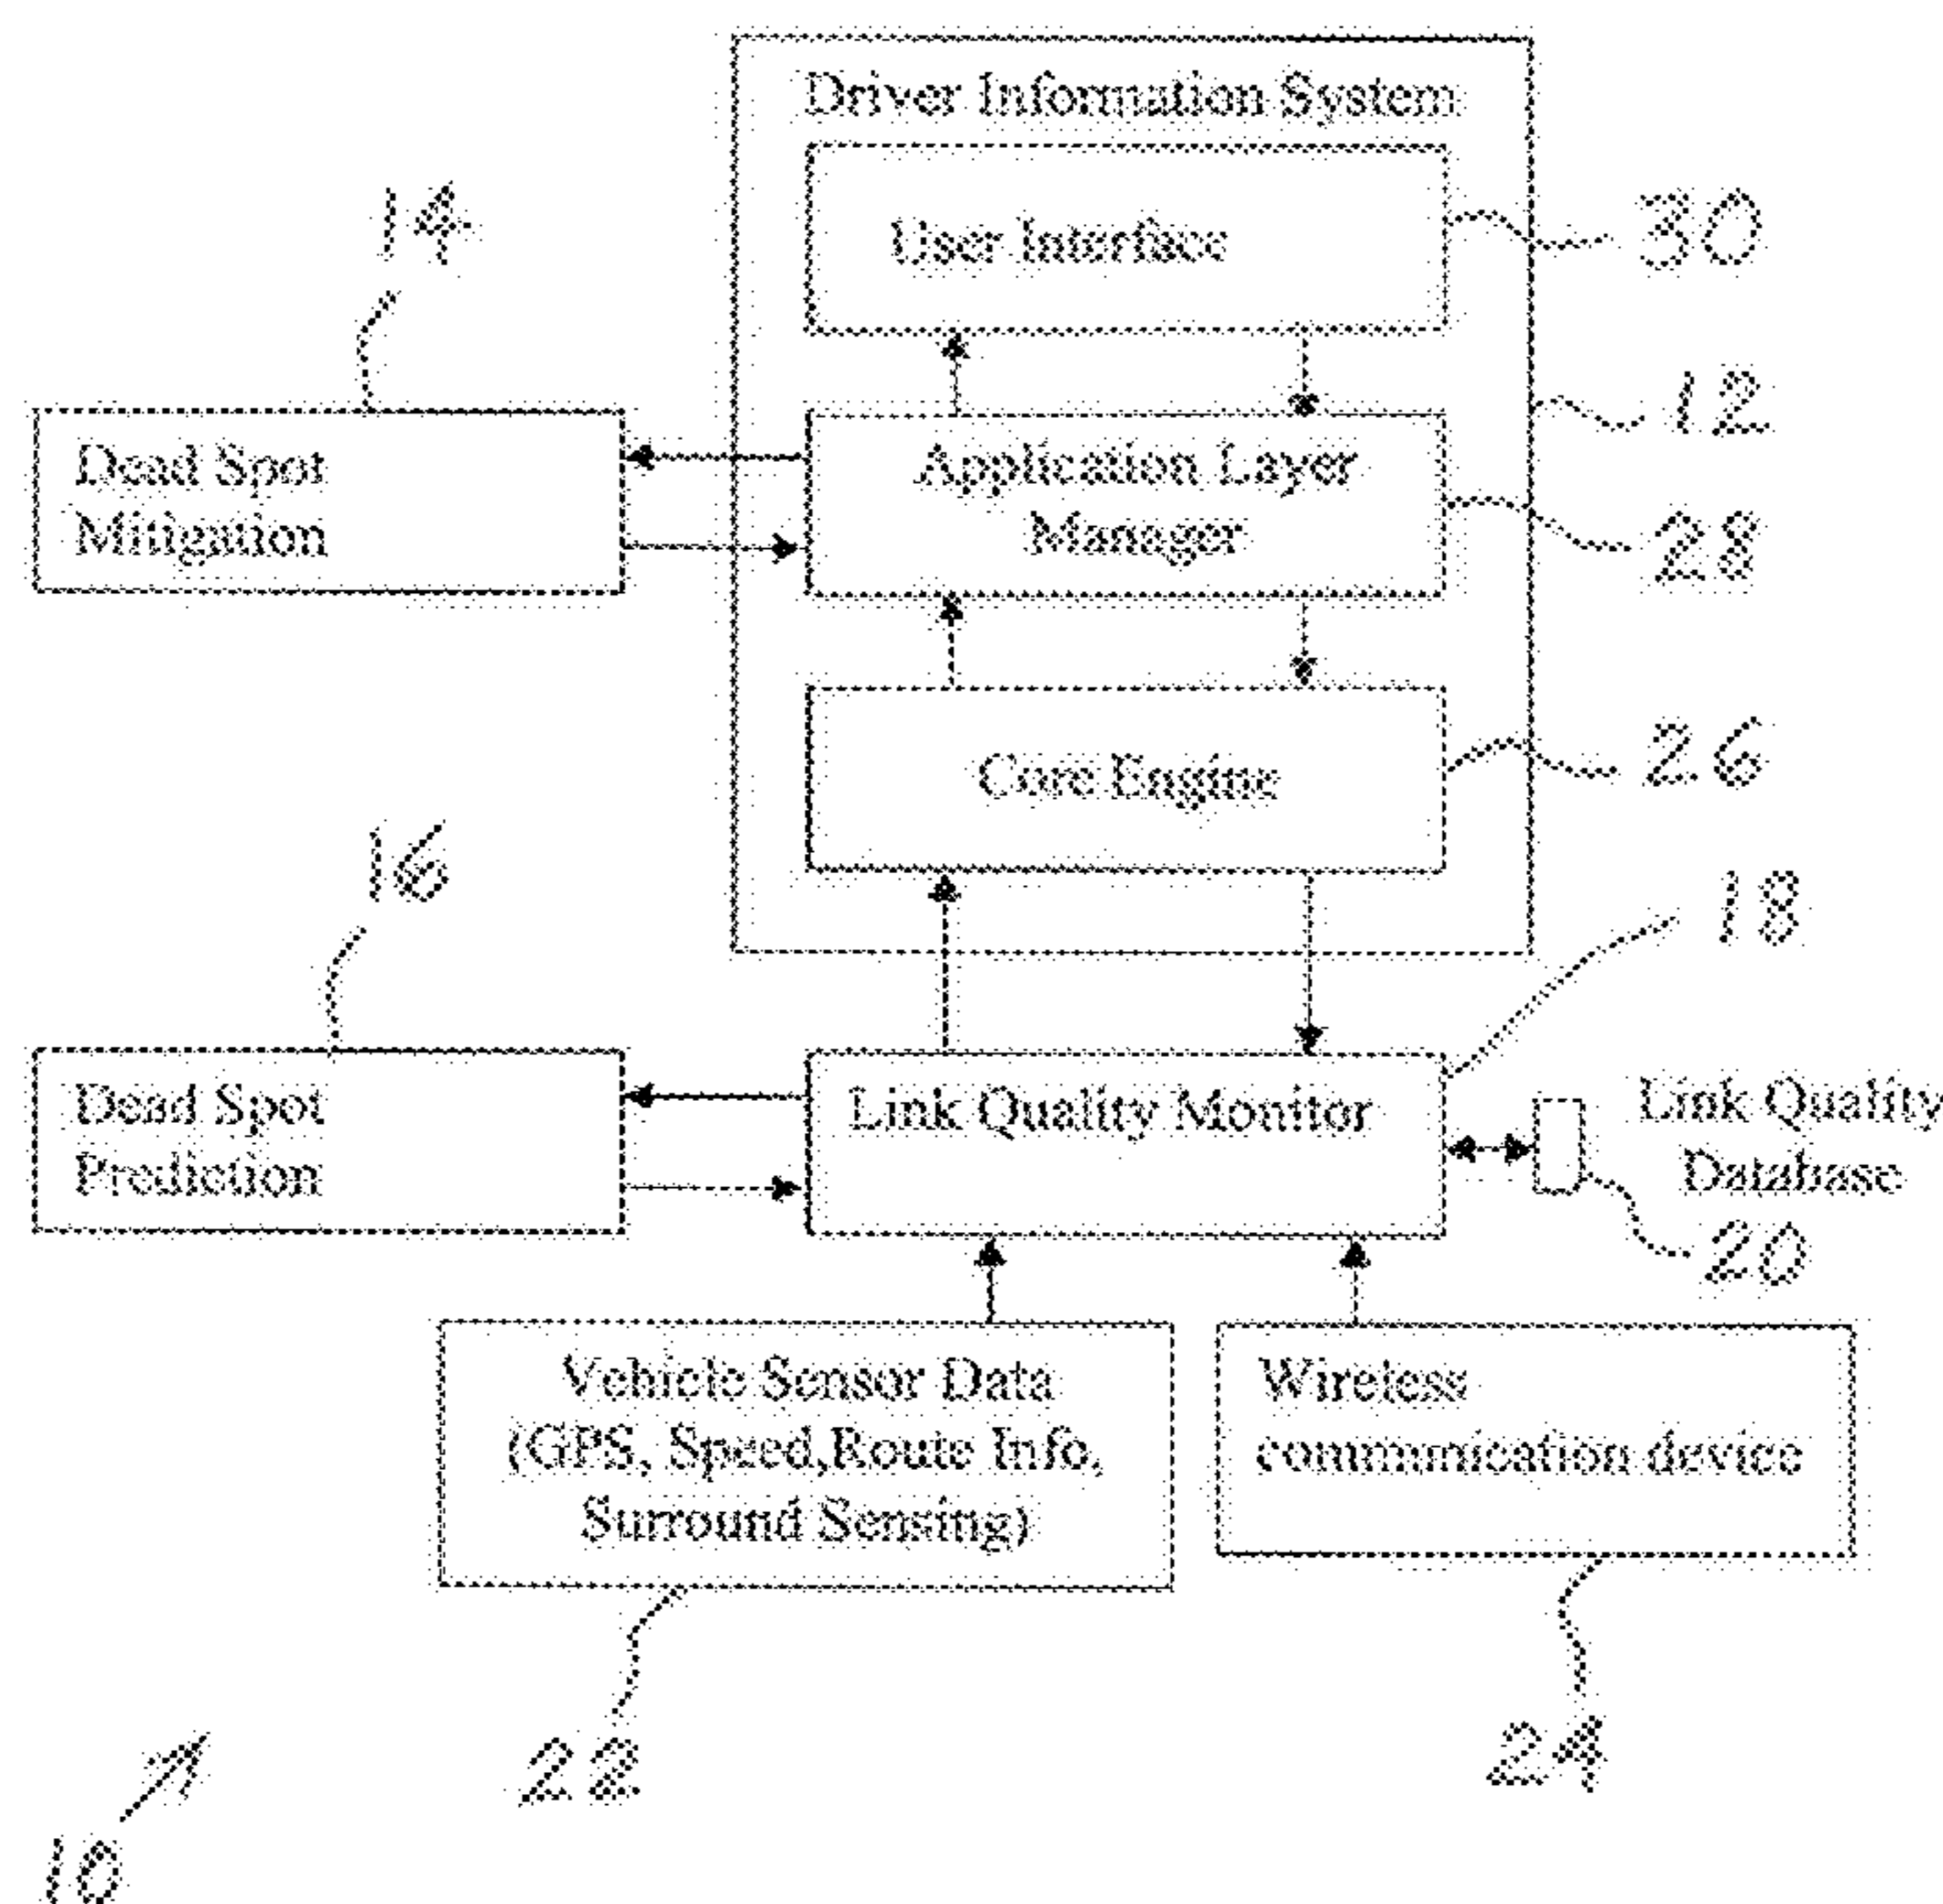 Driver Information System
User Interface
30
14
12
Dead Spot
Mitigation
Application Layer
Manager
28
Core Engine
26
16
18
Dead Spot
Prediction
Link Quality Monitor
Link Quality
Database
20
Vehicle Sensor Data
(GPS, Speed,Route Info,
Surround Sensing)
Wireless
communication device
22
24
10